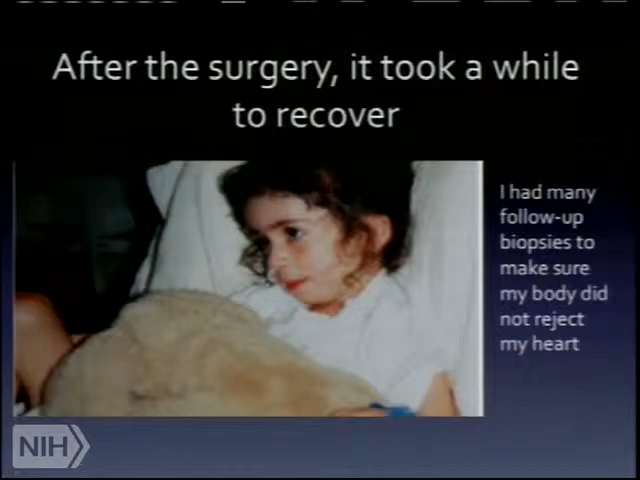 After the surgery, it took a while
to recover
I had many
follow-up
biopsies to
make sure
my body did
not reject
my heart
NIH